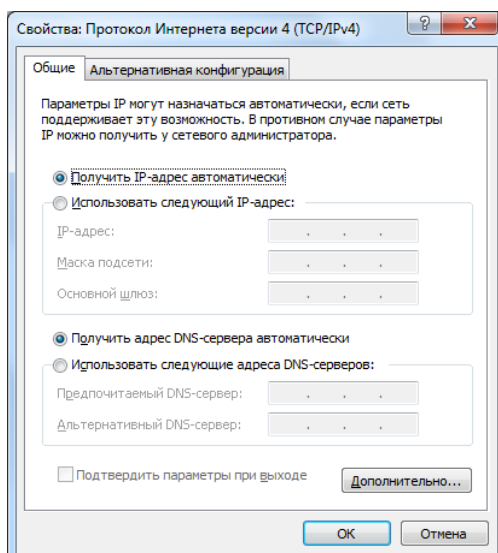 Свойства: Протокол Интернета версии 4 (TCP/IPv4)
Общие Альтернативная конфигурация
Параметры IP могут назначаться автоматически, если сеть
поддерживает эту возможность. В противном случае параметры
IP можно получить у сетевого администратора.
Получить IP-адрес автоматически
Использовать следующий IP-адрес:
IP-адрес:
Маска подсети:
Основной шлюз:
Получить адрес DNS-сервера автоматически
Использовать следующие адреса DNS-серверов:
Предпочитаемый DNS-сервер:
Альтернативный DNS-сервер:
Подтвердить параметры при выходе
Дополнительно...
ОК Отмена